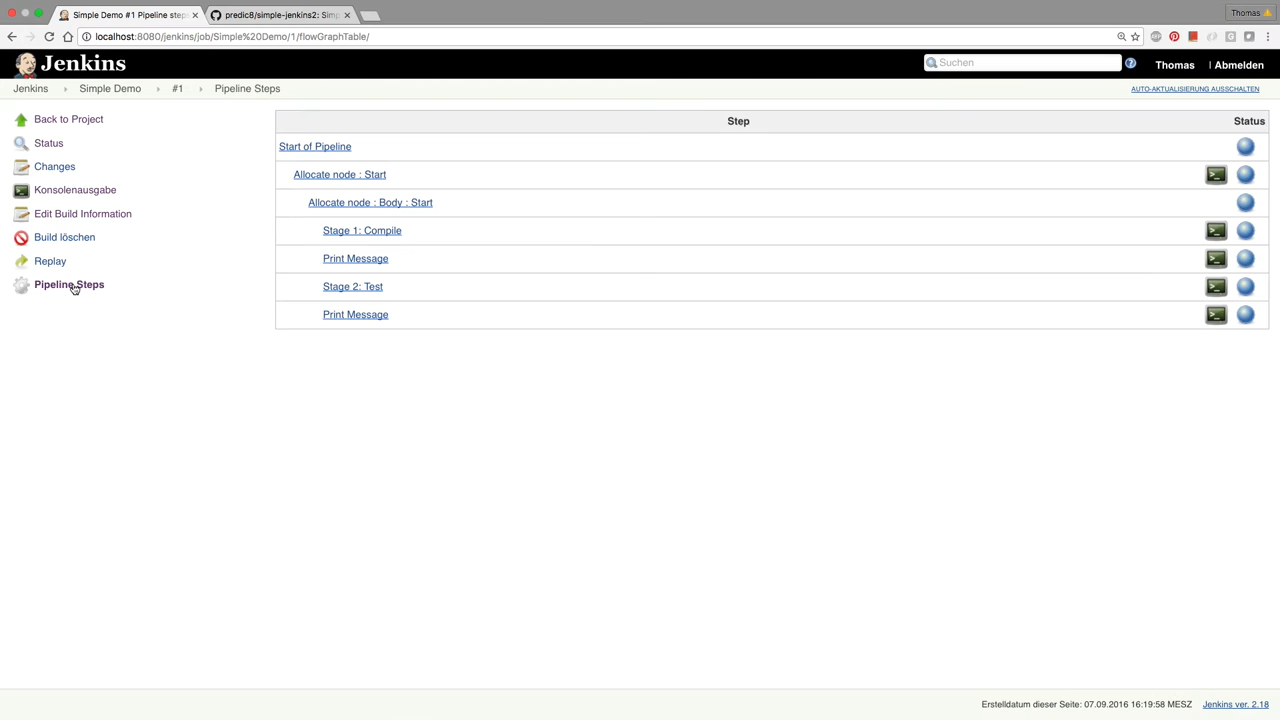 Simple Demo #1 Pipeline steps
predic8/simple-jenkins2: Simp
Thomas
localhost:8080/jenkins/job/Simple%20Demo/1/flowGraphTable/
Jenkins
Suchen
Thomas
| Abmelden
Jenkins
Simple Demo
#1
Pipeline Steps
AUTO-AKTUALISIERUNG AUSSCHALTEN
Back to Project
Status
Changes
Konsolenausgabe
Edit Build Information
Build löschen
Replay
Pipeline Steps
Step Status
Start of Pipeline
Allocate node : Start
Allocate node : Body : Start
Stage 1: Compile
Print Message
Stage 2: Test
Print Message
Erstelldatum dieser Seite: 07.09.2016 16:19:58 MESZ
Jenkins ver. 2.18